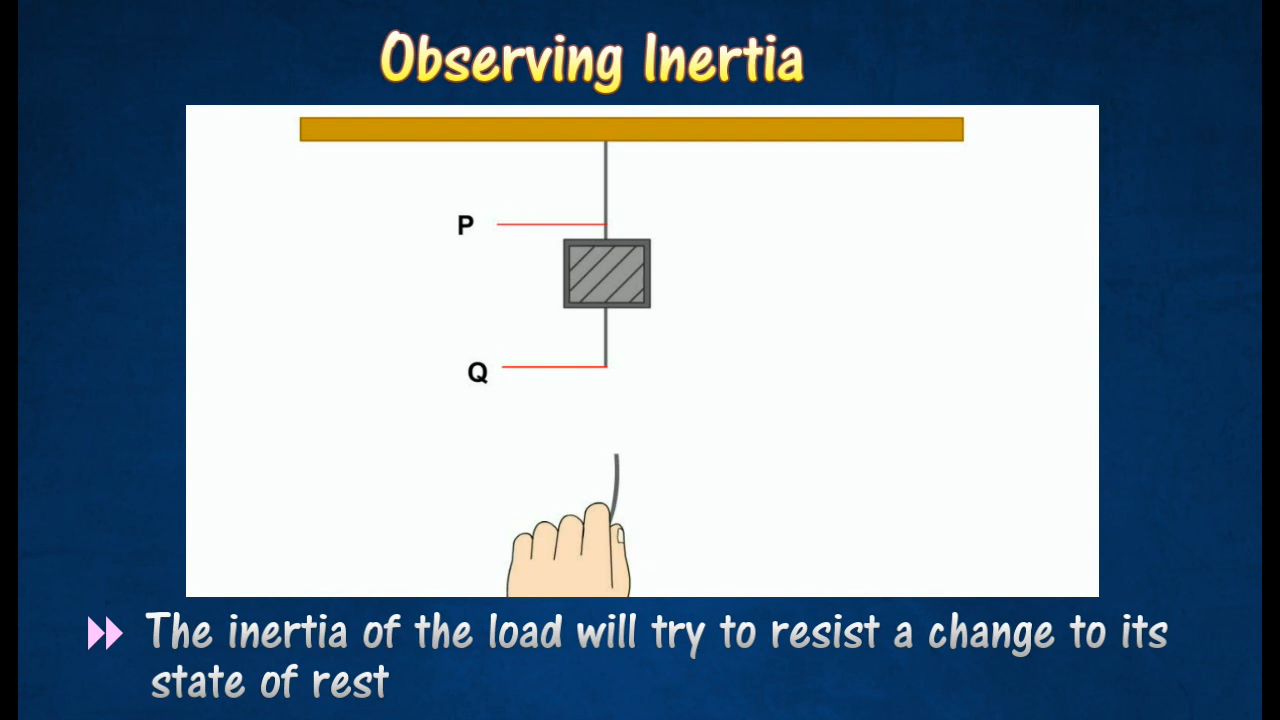 Observing Inertia
P
Q
The inertia of the load will try to resist a change to its
state of rest